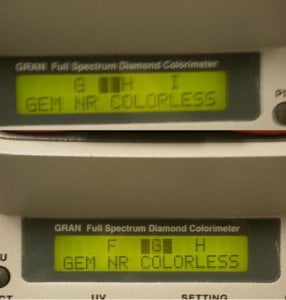 GRAN Full Spectrum Diamond Colorimeter
G H I
GEM NR COLORLESS
GRAN Full Spectrum Diamond Colorimeter
F G H
GEM NR COLORLESS
UV SETTING